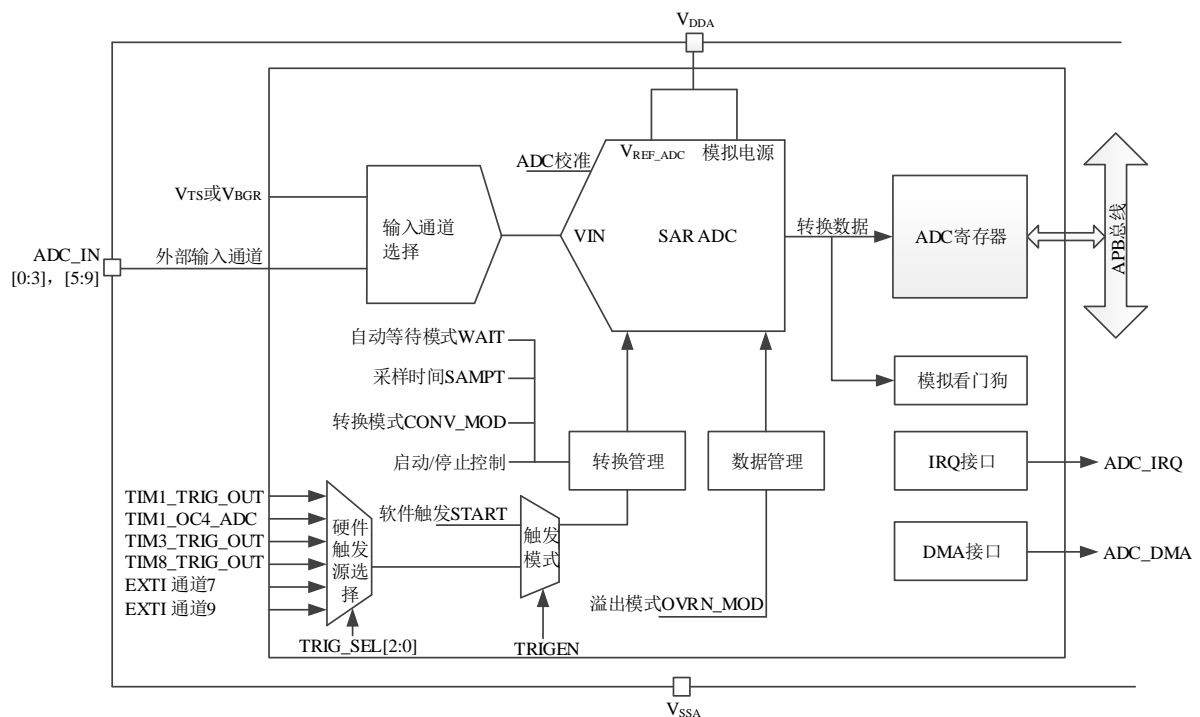 VDDA
VREF_ADC
模拟电源
ADC校准
VTS或VBGR
输入通道
选择
VIN
SAR ADC
转换数据
ADC寄存器
APB总线
ADC_IN
[0:3]，[5:9]
外部输入通道
自动等待模式WAIT
采样时间SAMPT
转换模式CONV_MOD
启动/停止控制
转换管理
数据管理
模拟看门狗
IRQ接口
ADC_IRQ
DMA接口
ADC_DMA
TIM1_TRIG_OUT
TIM1_OC4_ADC
TIM3_TRIG_OUT
TIM8_TRIG_OUT
EXTI 通道7
EXTI 通道9
硬件
触发
源选
择
软件触发START
触发
模式
溢出模式OVRN_MOD
TRIG_SEL[2:0]
TRIGEN
VSSA